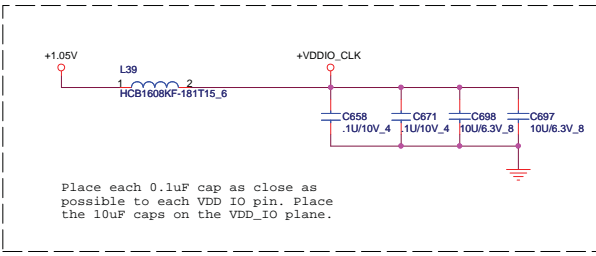 +1.05V
+VDDIO_CLK
L39
1 2
HCB1608KF-181T15_6
C658 C671 C698 C697
.1U/10V_4 .1U/10V_4 10U/6.3V_8 10U/6.3V_8
Place each 0.1uF cap as close as
possible to each VDD IO pin. Place
the 10uF caps on the VDD_IO plane.